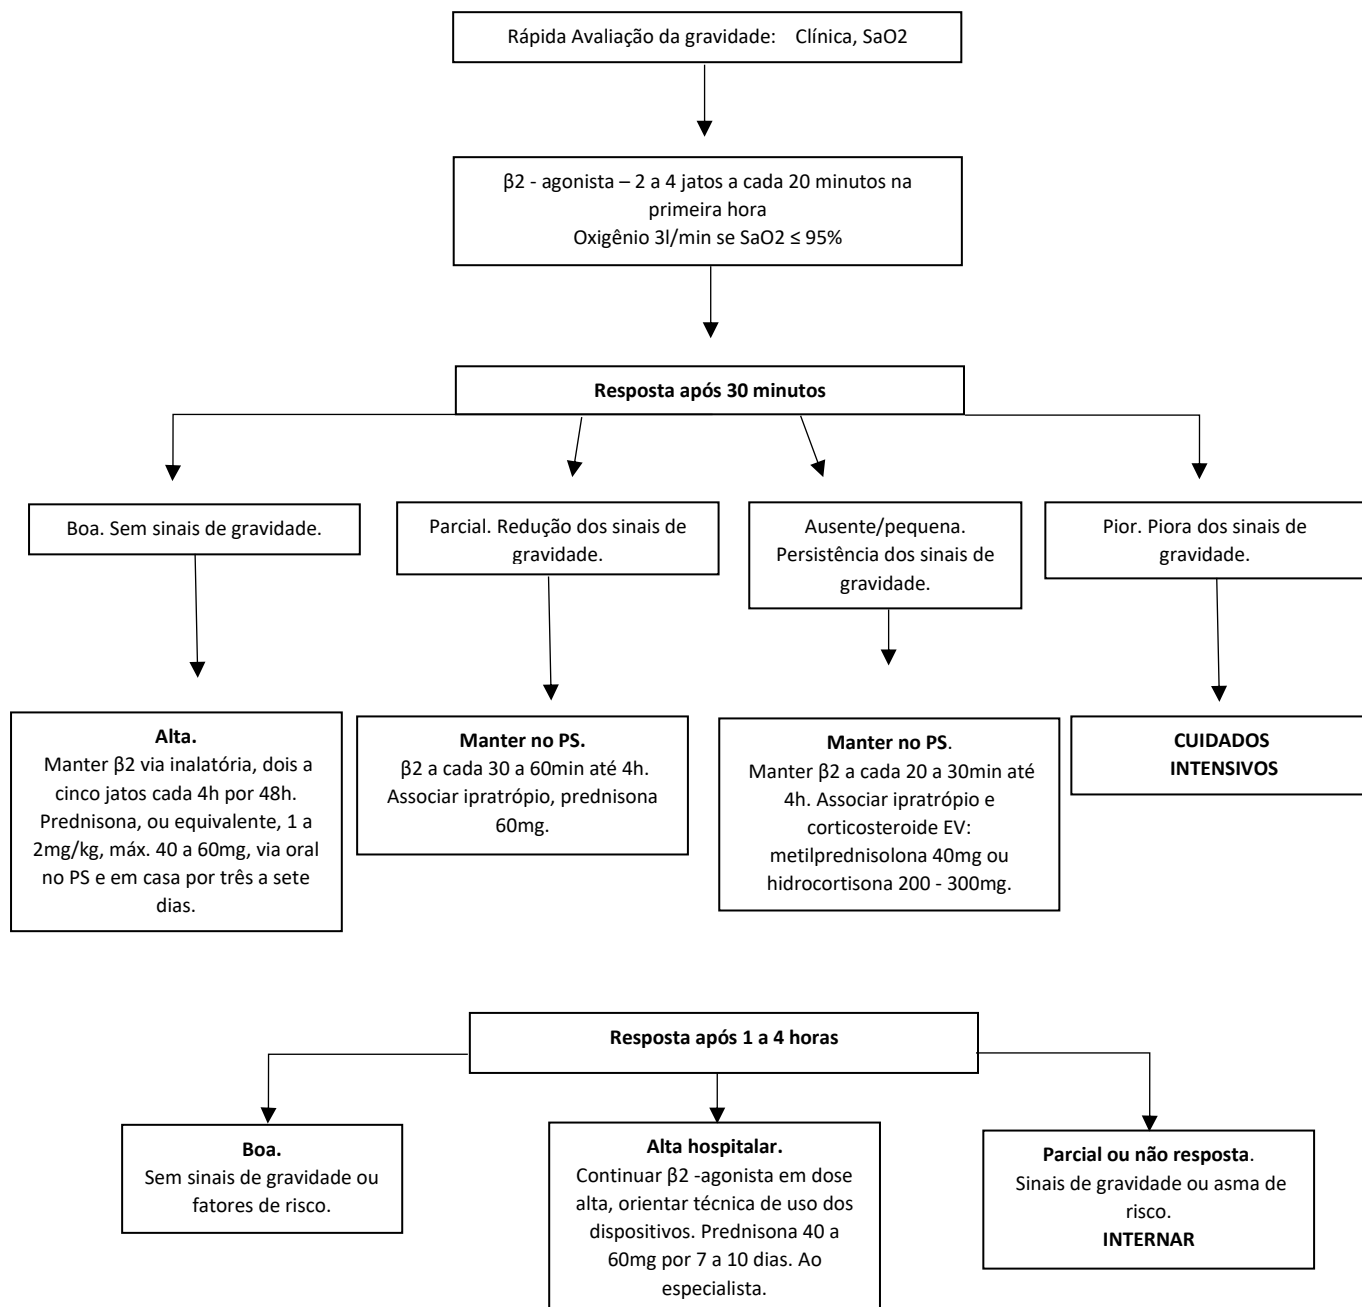 Rápida Avaliação da gravidade: Clínica, SaO2
β2 - agonista – 2 a 4 jatos a cada 20 minutos na
primeira hora
Oxigênio 3l/min se SaO2 ≤ 95%
Resposta após 30 minutos
Boa. Sem sinais de gravidade.
Parcial. Redução dos sinais de
gravidade.
Ausente/pequena.
Persistência dos sinais de
gravidade.
Pior. Piora dos sinais de
gravidade.
Alta.
Manter β2 via inalatória, dois a
cinco jatos cada 4h por 48h.
Prednisona, ou equivalente, 1 a
2mg/kg, máx. 40 a 60mg, via oral
no PS e em casa por três a sete
dias.
Manter no PS.
β2 a cada 30 a 60min até 4h.
Associar ipratrópio, prednisona
60mg.
Manter no PS.
Manter β2 a cada 20 a 30min até
4h. Associar ipratrópio e
corticosteroide EV:
metilprednisolona 40mg ou
hidrocortisona 200 - 300mg.
CUIDADOS
INTENSIVOS
Resposta após 1 a 4 horas
Boa.
Sem sinais de gravidade ou
fatores de risco.
Alta hospitalar.
Continuar β2 -agonista em dose
alta, orientar técnica de uso dos
dispositivos. Prednisona 40 a
60mg por 7 a 10 dias. Ao
especialista.
Parcial ou não resposta.
Sinais de gravidade ou asma de
risco.
INTERNAR